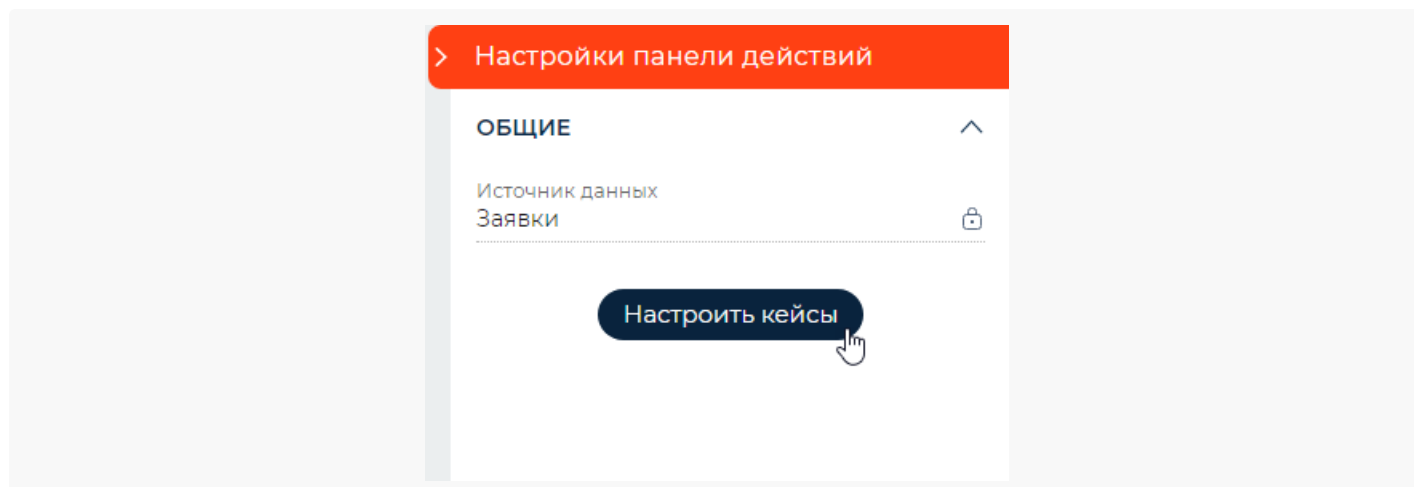 Настройки панели действий
ОБЩИЕ
Источник данных
Заявки
Настроить кейсы